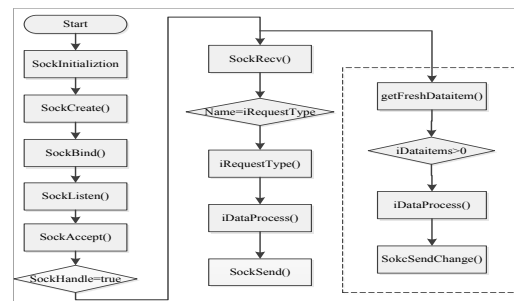 Start
SockInitializtion
SockCreate()
SockBind()
SockListen()
SockAccept()
SockHandle=true
SockRecv()
Name=iRequestType
iRequestType()
iDataProcess()
SockSend()
getFreshDataitem()
iDataitems>0
iDataProcess()
SokcSendChange()